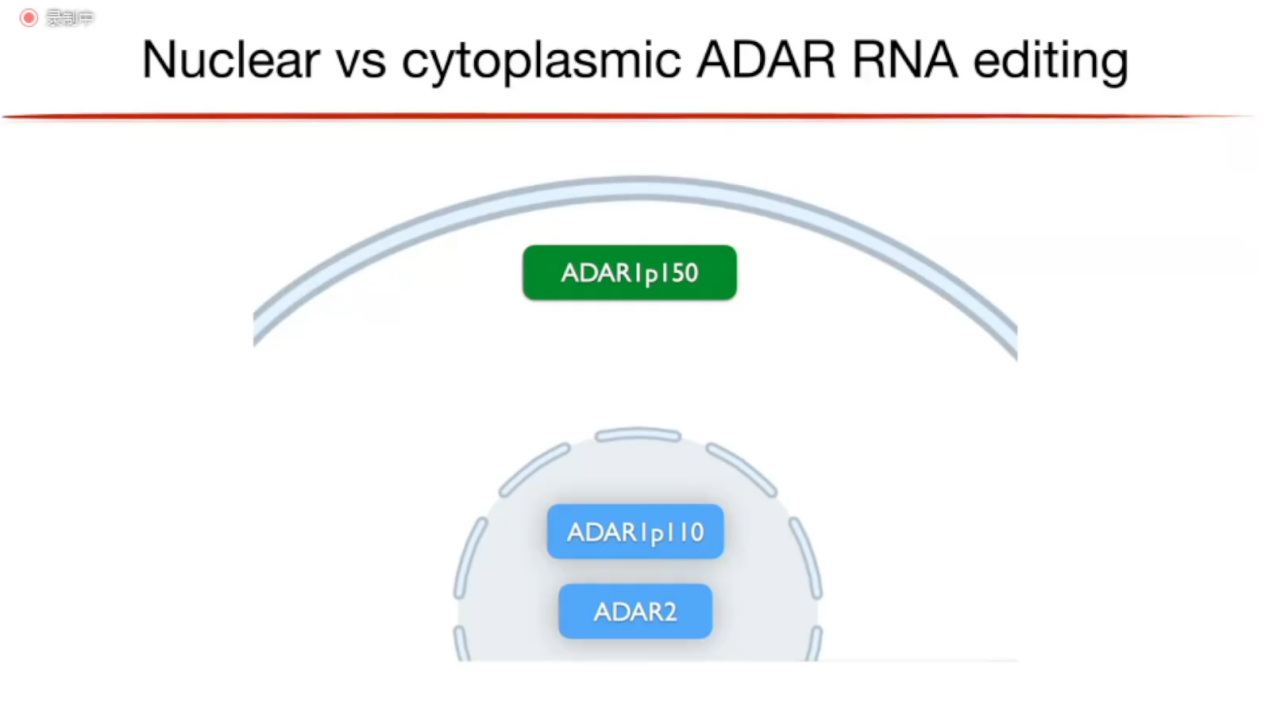 录制中
Nuclear vs cytoplasmic ADAR RNA editing
ADAR1p150
ADAR1p110
ADAR2